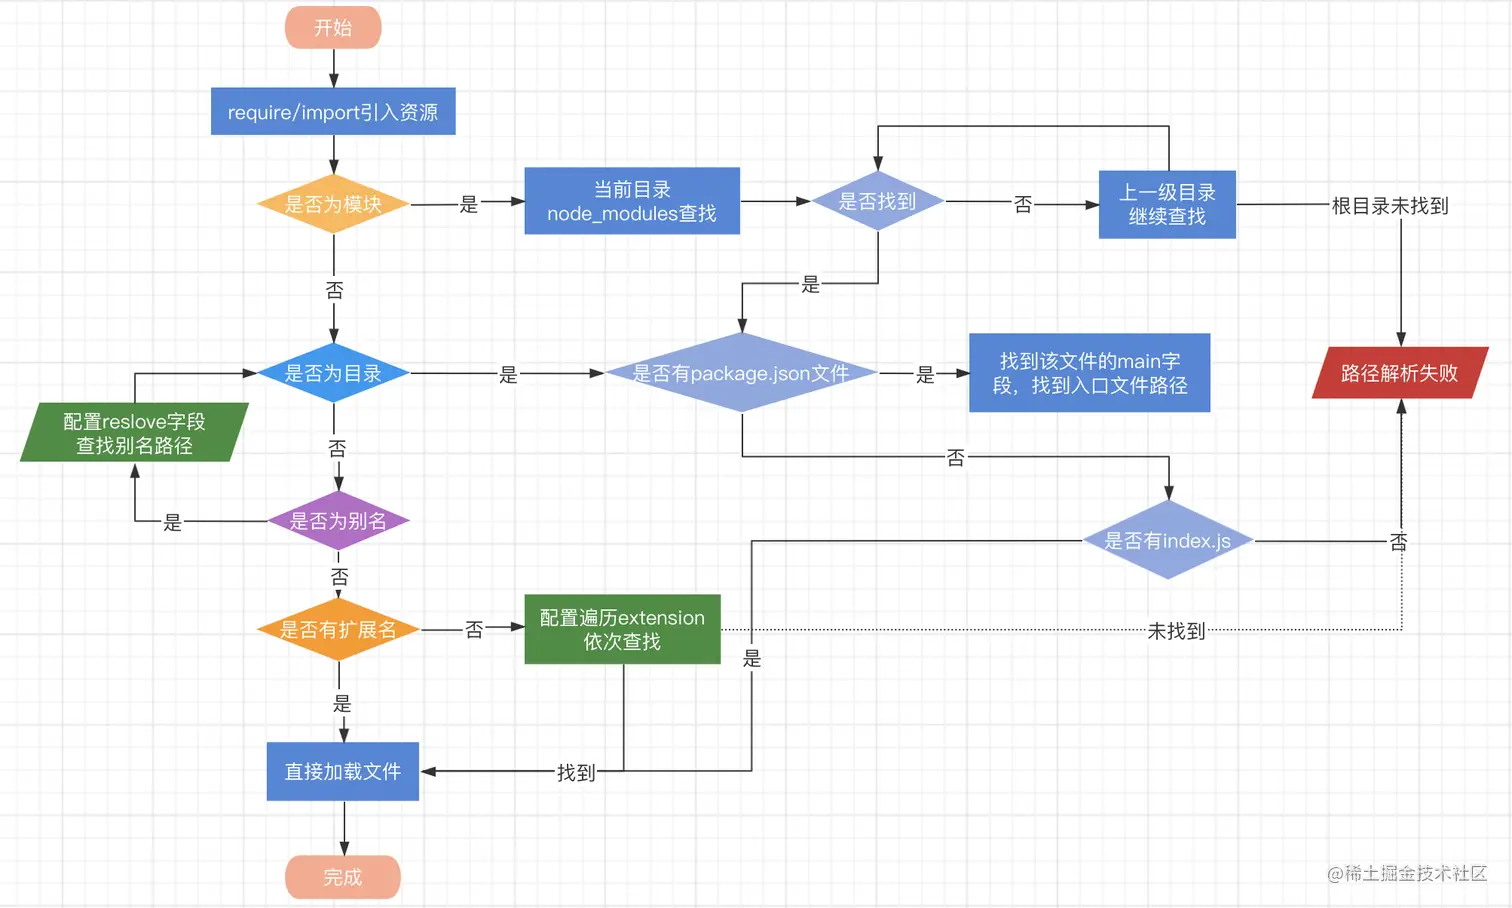 开始
require/import引入资源
是否为模块
是
当前目录
node_modules查找
是否找到
否
上一级目录
继续查找
根目录未找到
否
是
是否为目录
是
是否有package.json文件
是
找到该文件的main字
段，找到入口文件路径
路径解析失败
配置reslove字段
查找别名路径
否
否
是
是否为别名
是否有index.js
否
否
是否有扩展名
否
配置遍历extension
依次查找
未找到
是
是
直接加载文件
找到
完成
@稀土掘金技术社区